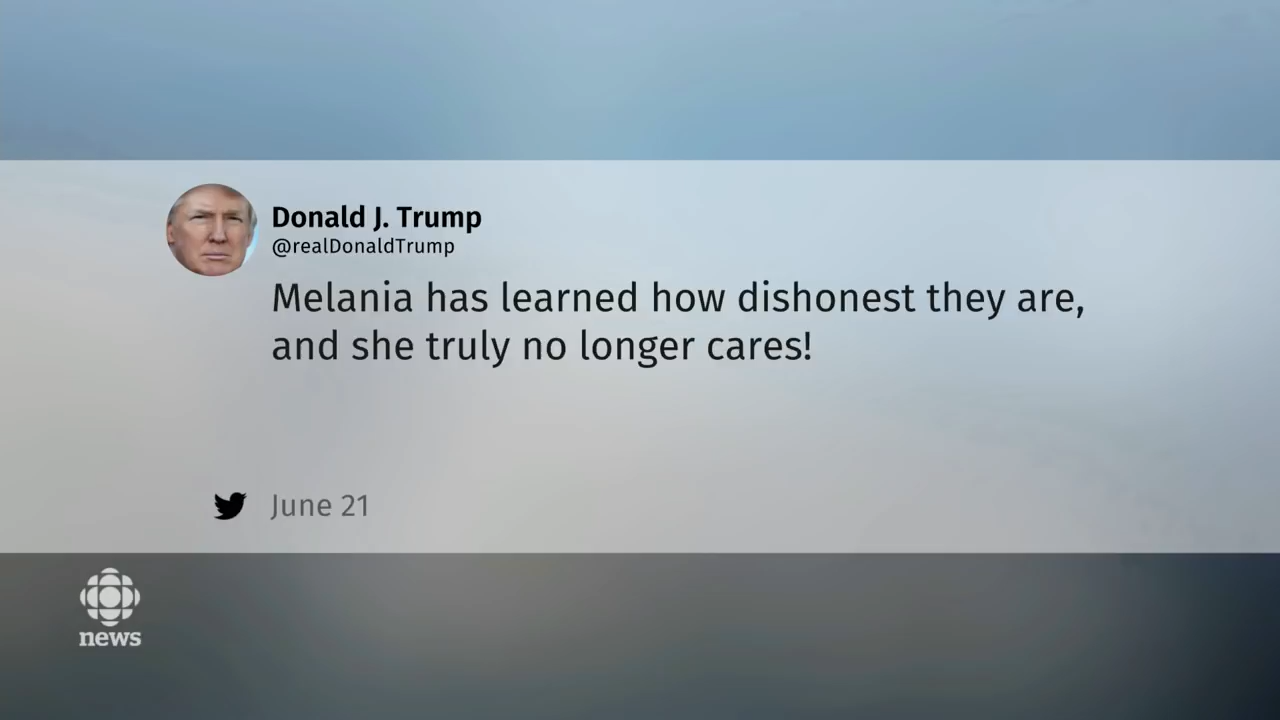 Donald J. Trump
@realDonaldTrump
Melania has learned how dishonest they are,
and she truly no longer cares!
June 21
news